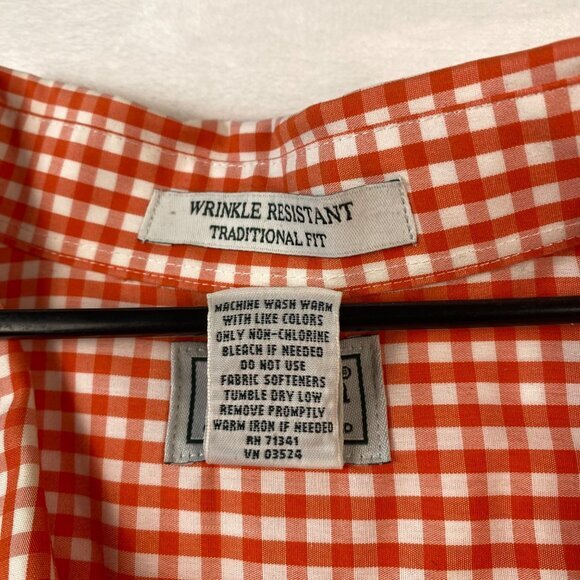 WRINKLE RESISTANT
TRADITIONAL FIT
MACHINE WASH WARM
WITH LIKE COLORS
ONLY NON-CHLORINE
BLEACH IF NEEDED
DO NOT USE
FABRIC SOFTENERS
TUMBLE DRY LOW
REMOVE PROMPTLY
WARM IRON IF NEEDED
RN 71341
VN 03524